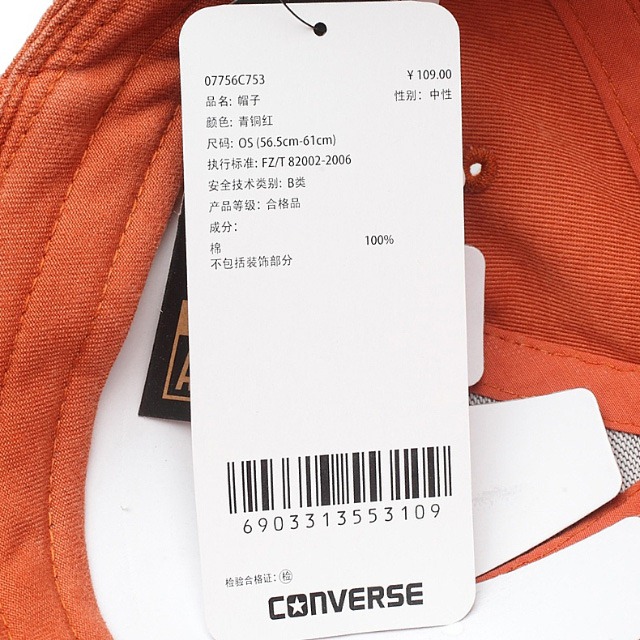 07756C753 ¥ 109.00
品名: 帽子 性别: 中性
颜色: 青铜红
尺码: OS (56.5cm-61cm)
执行标准: FZ/T 82002-2006
安全技术类别: B类
产品等级: 合格品
成分:
棉 100%
不包括装饰部分
6903313553109
检验合格证: 检
CONVERSE